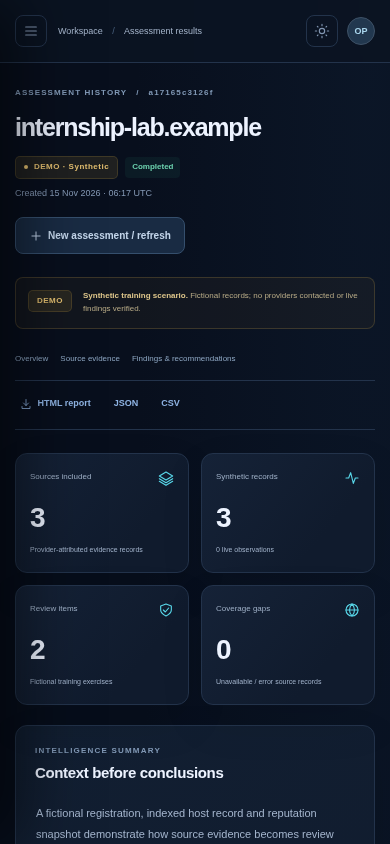 Workspace / Assessment results OP
ASSESSMENT HISTORY / a17165c3126f
internship-lab.example
DEMO · Synthetic Completed
Created 15 Nov 2026 · 06:17 UTC
New assessment / refresh
DEMO Synthetic training scenario. Fictional records; no providers contacted or live
findings verified.
Overview Source evidence Findings & recommendations
HTML report JSON CSV
Sources included
3
Provider-attributed evidence records
Synthetic records
3
0 live observations
Review items
2
Fictional training exercises
Coverage gaps
0
Unavailable / error source records
INTELLIGENCE SUMMARY
Context before conclusions
A fictional registration, indexed host record and reputation
snapshot demonstrate how source evidence becomes review